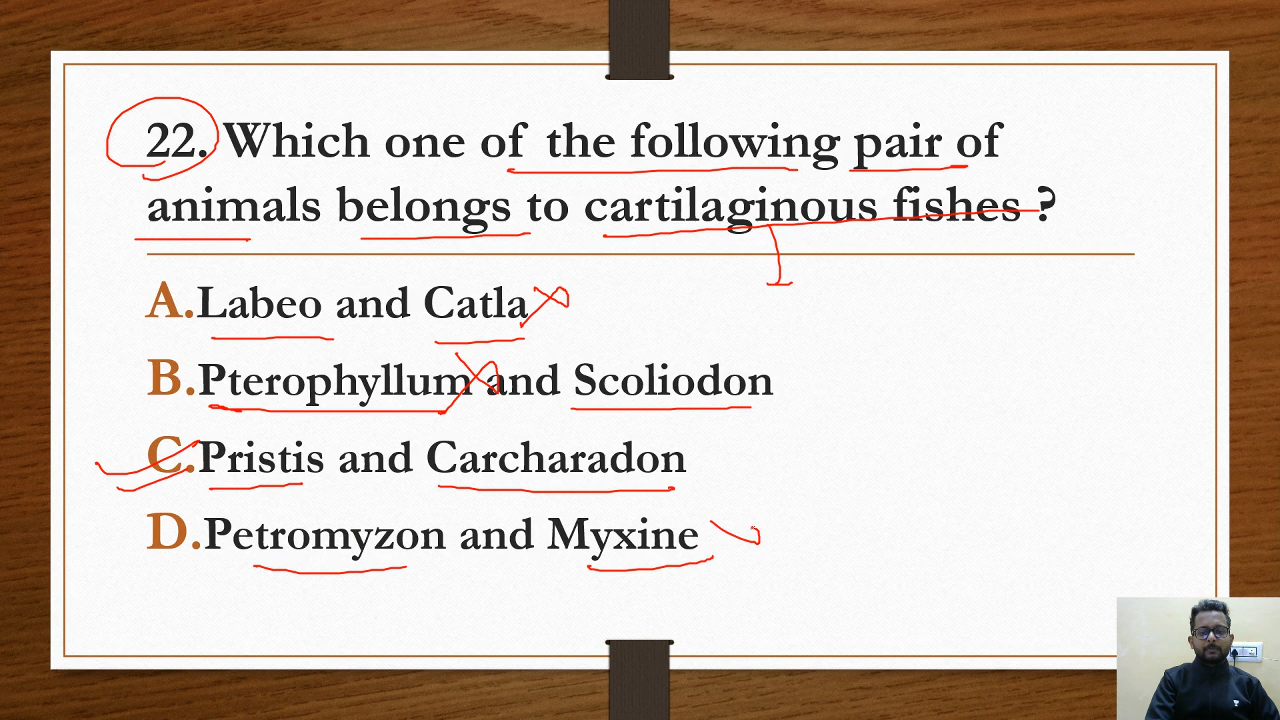 22. Which one of the following pair of
animals belongs to cartilaginous fishes ?
A.Labeo and Catla
B.Pterophyllum and Scoliodon
C.Pristis and Carcharadon
D.Petromyzon and Myxine